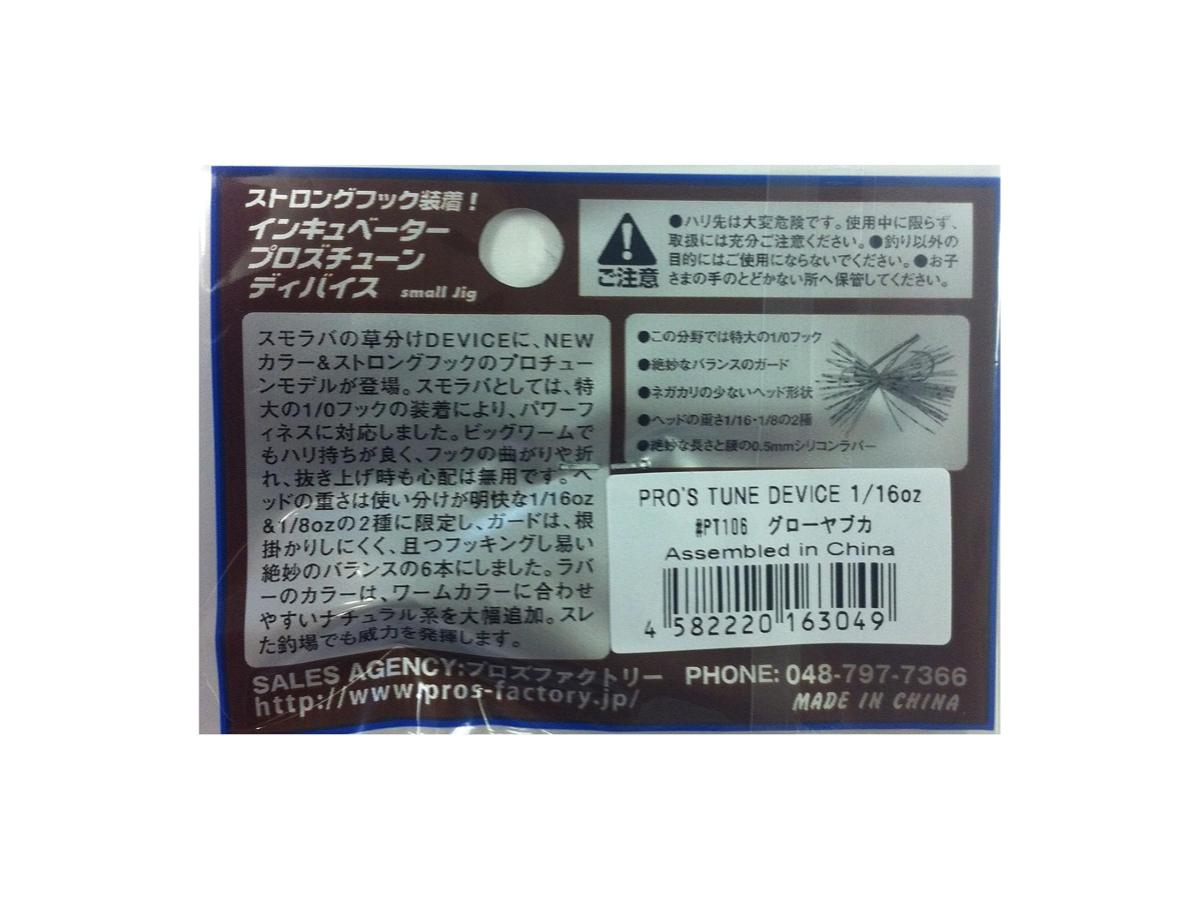 ストロングフック装着!
インキュベーター
プロズチューン
ディバイス small Jig
ご注意
●ハリ先は大変危険です。使用中に限らず、
取扱には充分ご注意ください。●釣り以外の
目的にはご使用にならないでください。●お子
さまの手のとどかない所へ保管してください。
スモラバの草分けDEVICEに、NEW
カラー&ストロングフックのプロチュー
ンモデルが登場。スモラバとしては、特
大の1/0フックの装着により、パワーフ
ィネスに対応しました。ビッグワームで
もハリ持ちが良く、フックの曲がりや折
れ、抜き上げ時も心配は無用です。ヘ
ッドの重さは使い分けが明快な1/16oz
&1/8ozの2種に限定し、ガードは、根
掛かりしにくく、且つフッキングし易い
絶妙のバランスの6本にしました。ラバ
ーのカラーは、ワームカラーに合わせ
やすいナチュラル系を大幅追加。スレ
た釣場でも威力を発揮します。
●この分野では特大の1/0フック
●絶妙なバランスのガード
●ネガカリの少ないヘッド形状
●ヘッドの重さ1/16・1/8の2種
●絶妙な長さと腰の0.5mmシリコンラバー
PRO'S TUNE DEVICE 1/16oz
#PT106 グローヤブカ
Assembled in China
4 582220 163049
SALES AGENCY:プロズファクトリー PHONE: 048-797-7366
http://www.pros-factory.jp/ MADE IN CHINA